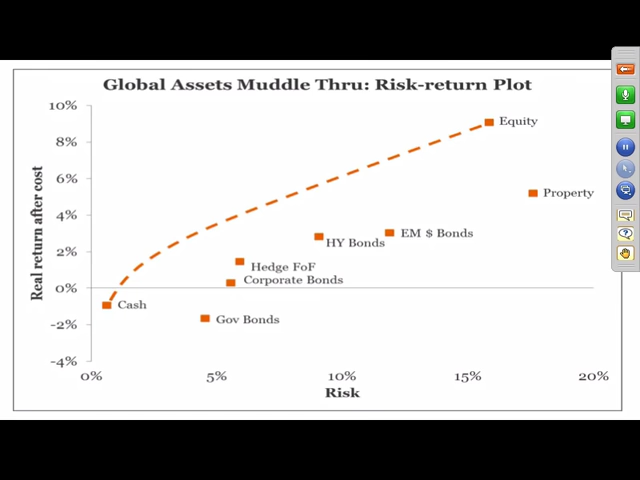 Global Assets Muddle Thru: Risk-return Plot
Real return after cost
10%
8%
6%
4%
2%
0%
-2%
-4%
Equity
Property
EM $ Bonds
HY Bonds
Hedge FoF
Corporate Bonds
Cash
Gov Bonds
0%
5%
10%
15%
20%
Risk